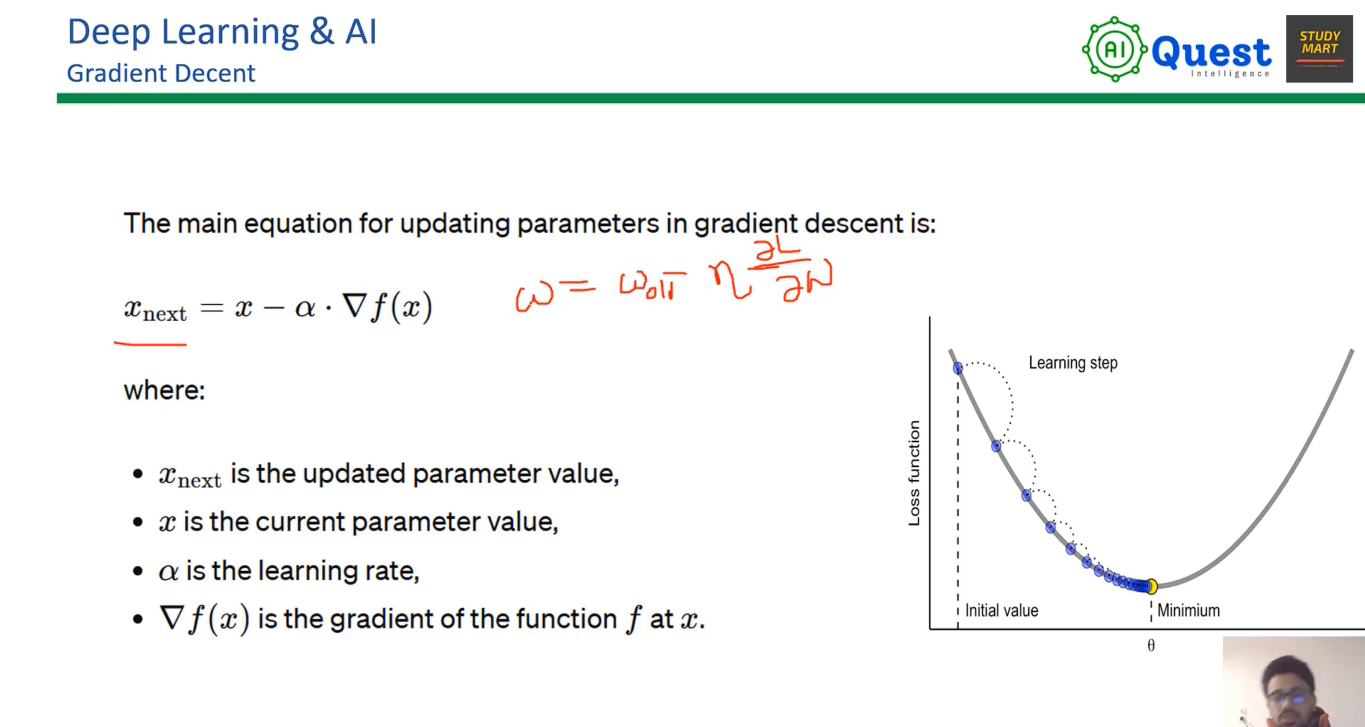 Deep Learning & AI
Gradient Decent
AI Quest
Intelligence
STUDY
MART
The main equation for updating parameters in gradient descent is:
ω = ω η ∂L/∂W
x_next = x − α · ∇f(x)
where:
• x_next is the updated parameter value,
• x is the current parameter value,
• α is the learning rate,
• ∇f(x) is the gradient of the function f at x.
Learning step
Loss function
Initial value
Minimium
θ